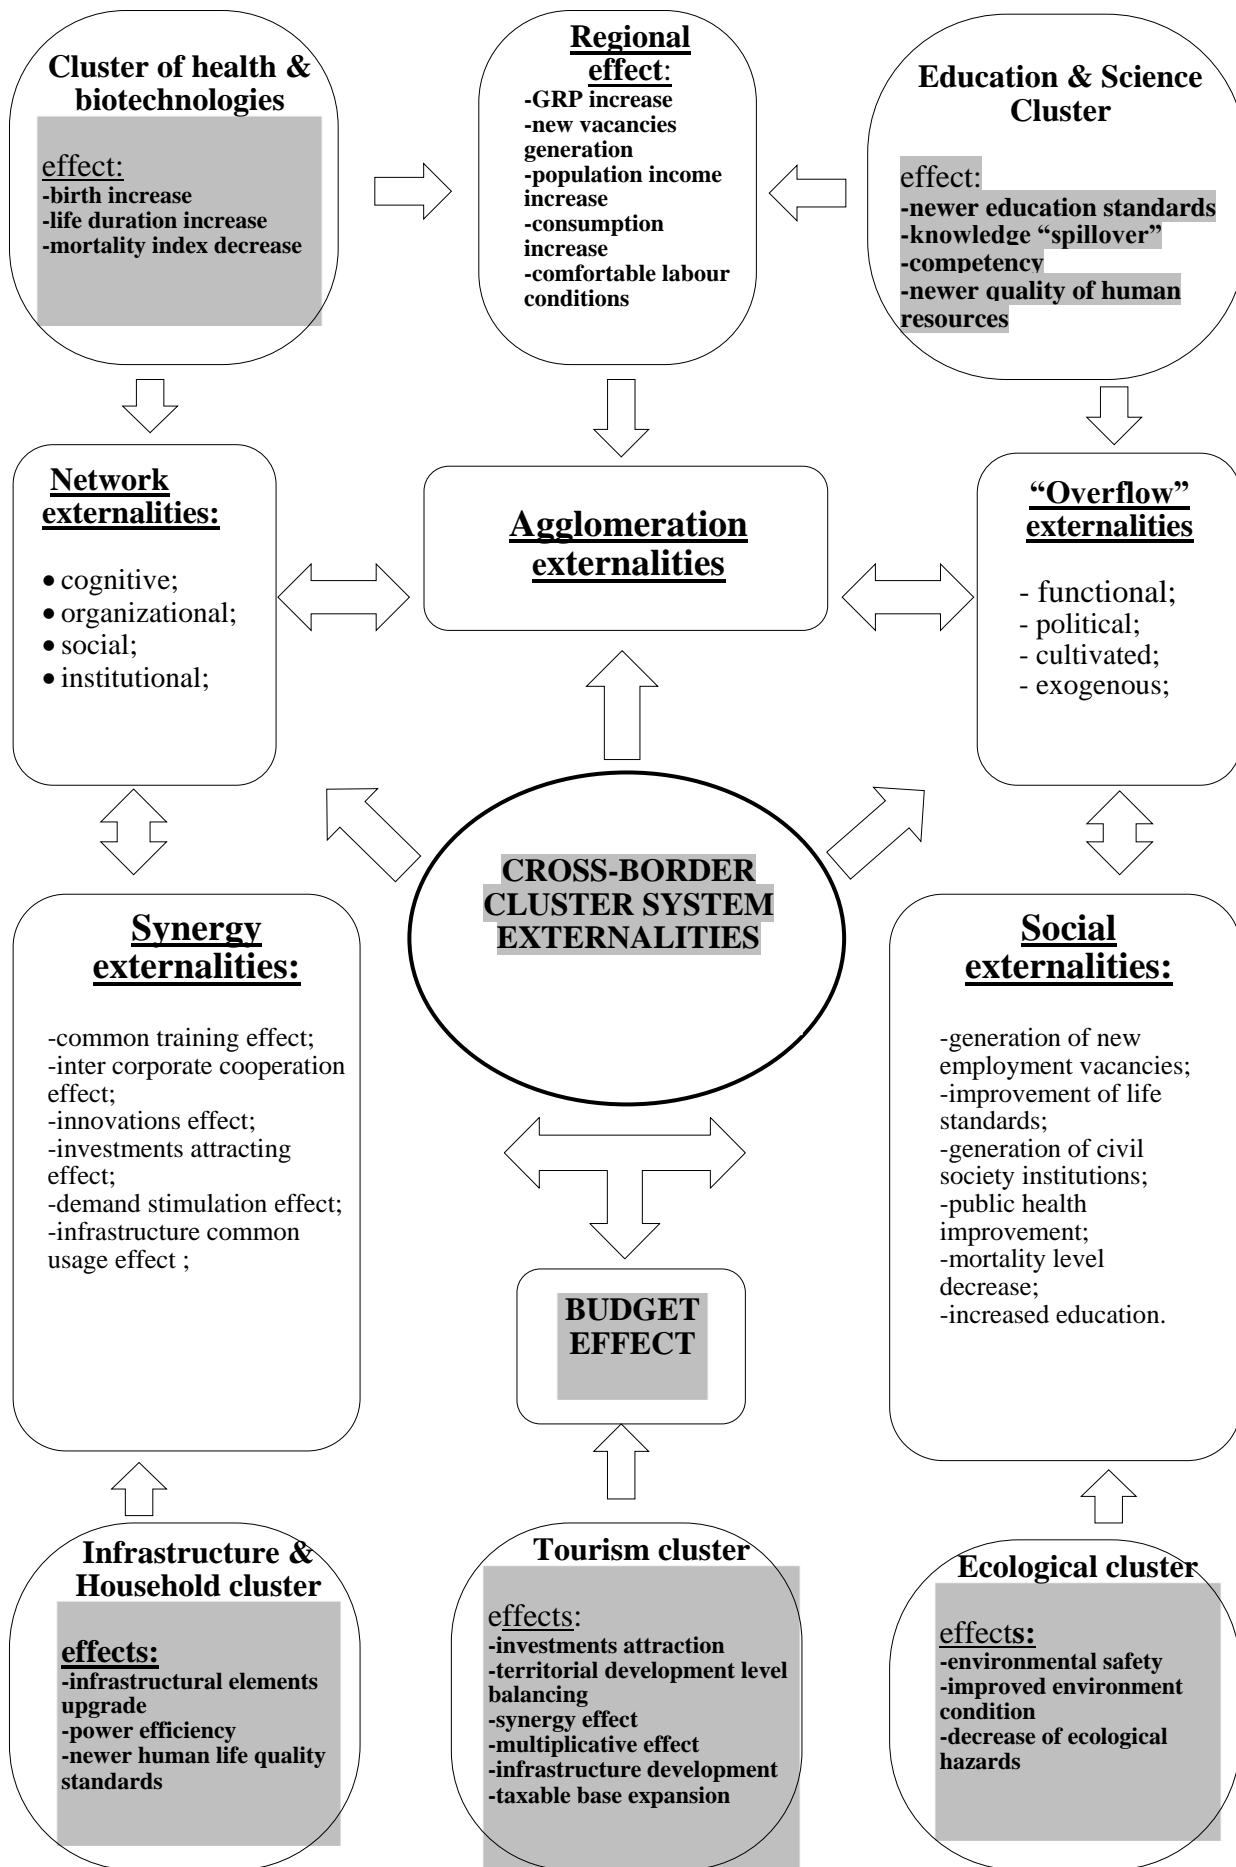 Cluster of health &
biotechnologies
effect:
-birth increase
-life duration increase
-mortality index decrease
Regional
effect:
-GRP increase
-new vacancies
generation
-population income
increase
-consumption
increase
-comfortable labour
conditions
Education & Science
Cluster
effect:
-newer education standards
-knowledge “spillover”
-competency
-newer quality of human
resources
Network
externalities:
• cognitive;
• organizational;
• social;
• institutional;
Agglomeration
externalities
“Overflow”
externalities
- functional;
- political;
- cultivated;
- exogenous;
CROSS-BORDER
CLUSTER SYSTEM
EXTERNALITIES
Synergy
externalities:
-common training effect;
-inter corporate cooperation
effect;
-innovations effect;
-investments attracting
effect;
-demand stimulation effect;
-infrastructure common
usage effect ;
Social
externalities:
-generation of new
employment vacancies;
-improvement of life
standards;
-generation of civil
society institutions;
-public health
improvement;
-mortality level
decrease;
-increased education.
BUDGET
EFFECT
Infrastructure &
Household cluster
effects:
-infrastructural elements
upgrade
-power efficiency
-newer human life quality
standards
Tourism cluster
effects:
-investments attraction
-territorial development level
balancing
-synergy effect
-multiplicative effect
-infrastructure development
-taxable base expansion
Ecological cluster
effects:
-environmental safety
-improved environment
condition
-decrease of ecological
hazards